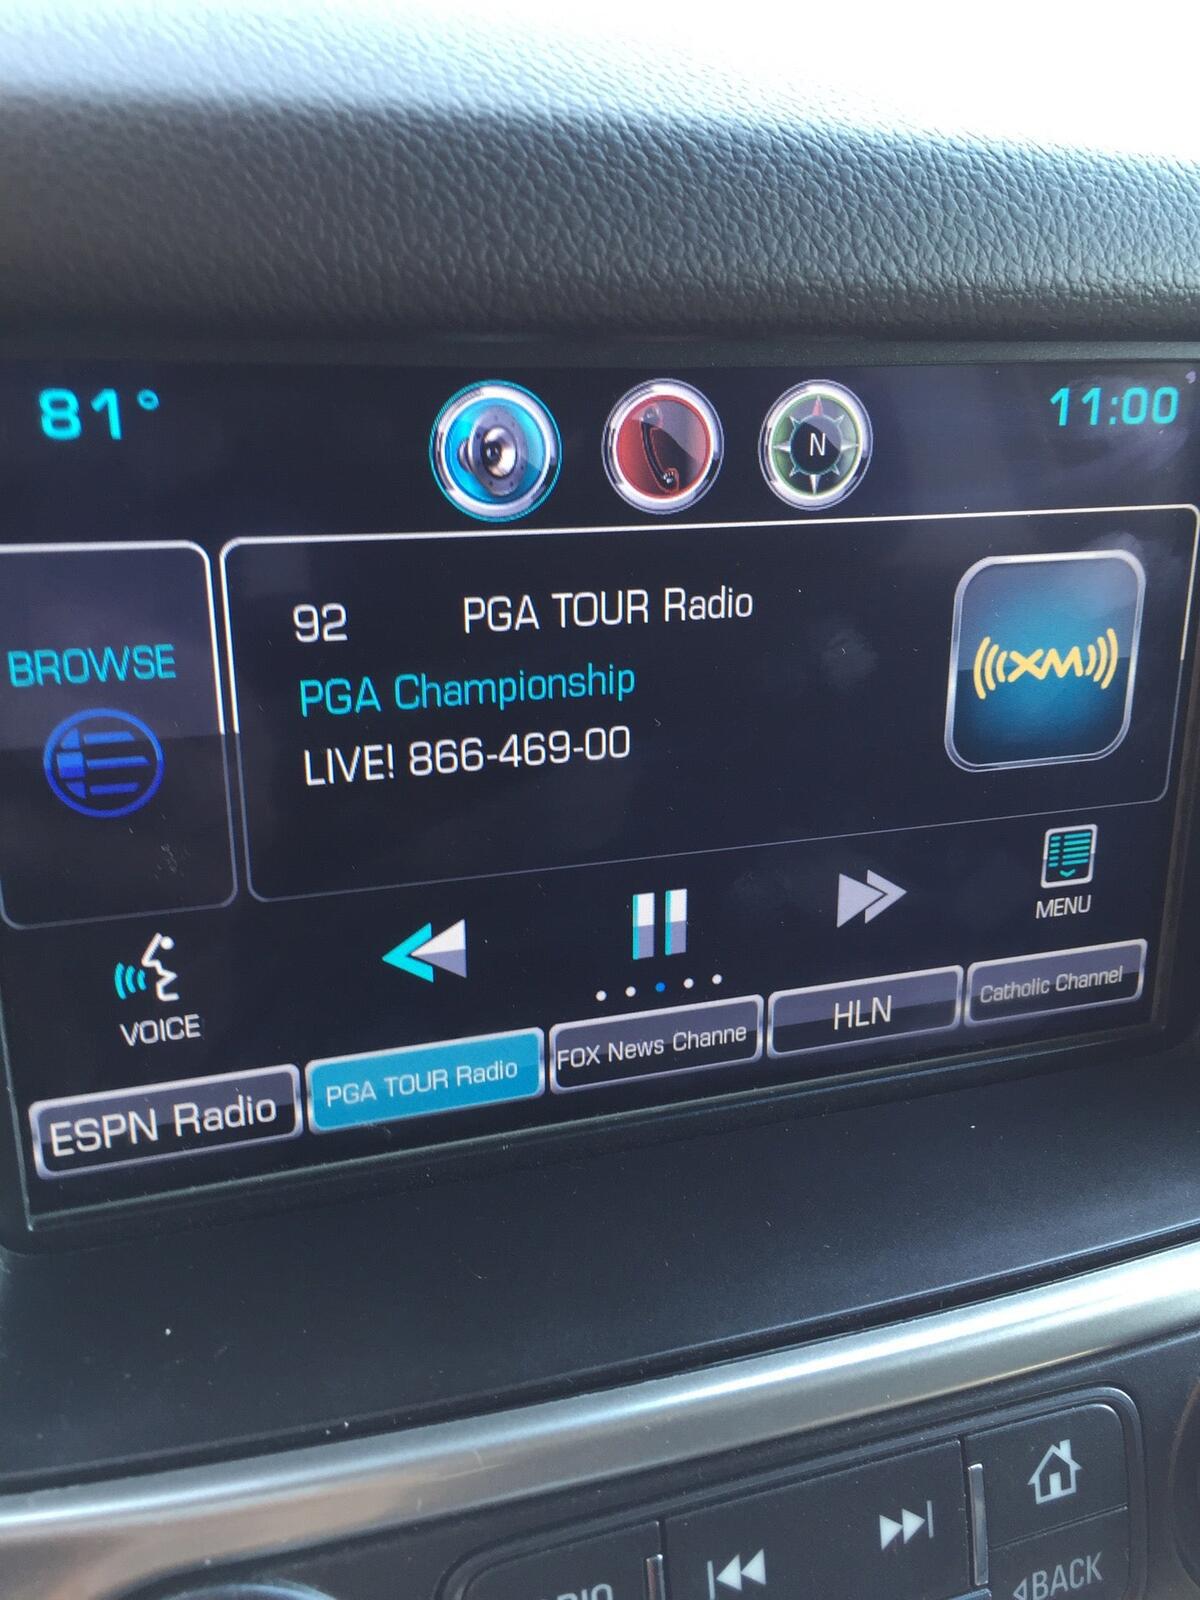 81°
N
11:00
BROWSE
92 PGA TOUR Radio
PGA Championship
LIVE! 866-469-00
XM
VOICE
MENU
ESPN Radio
PGA TOUR Radio
FOX News Channe
HLN
Catholic Channel
BACK